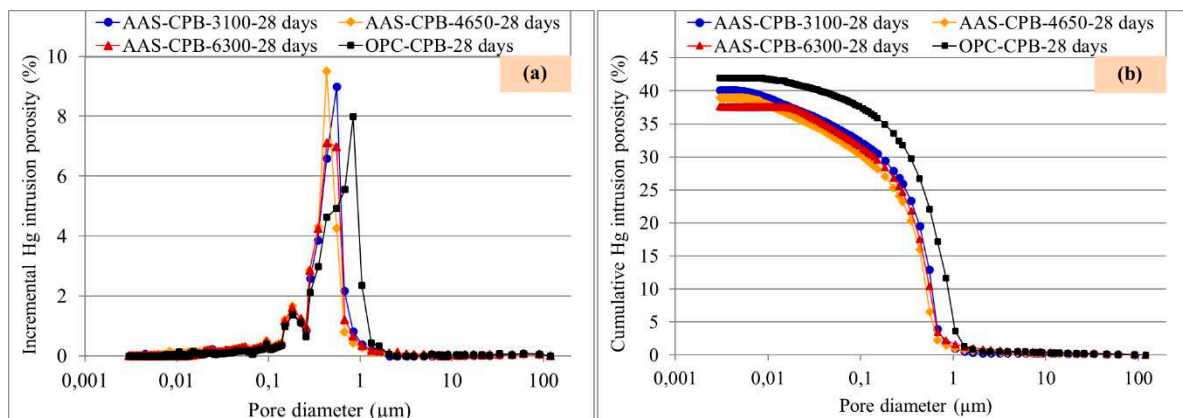 AAS-CPB-3100-28 days
AAS-CPB-4650-28 days
AAS-CPB-6300-28 days
OPC-CPB-28 days
(a)
Incremental Hg intrusion porosity (%)
10
8
6
4
2
0
0,001
0,01
0,1
1
10
100
Pore diameter (µm)
AAS-CPB-3100-28 days
AAS-CPB-4650-28 days
AAS-CPB-6300-28 days
OPC-CPB-28 days
(b)
Cumulative Hg intrusion porosity (%)
45
40
35
30
25
20
15
10
5
0
0,001
0,01
0,1
1
10
100
Pore diameter (µm)